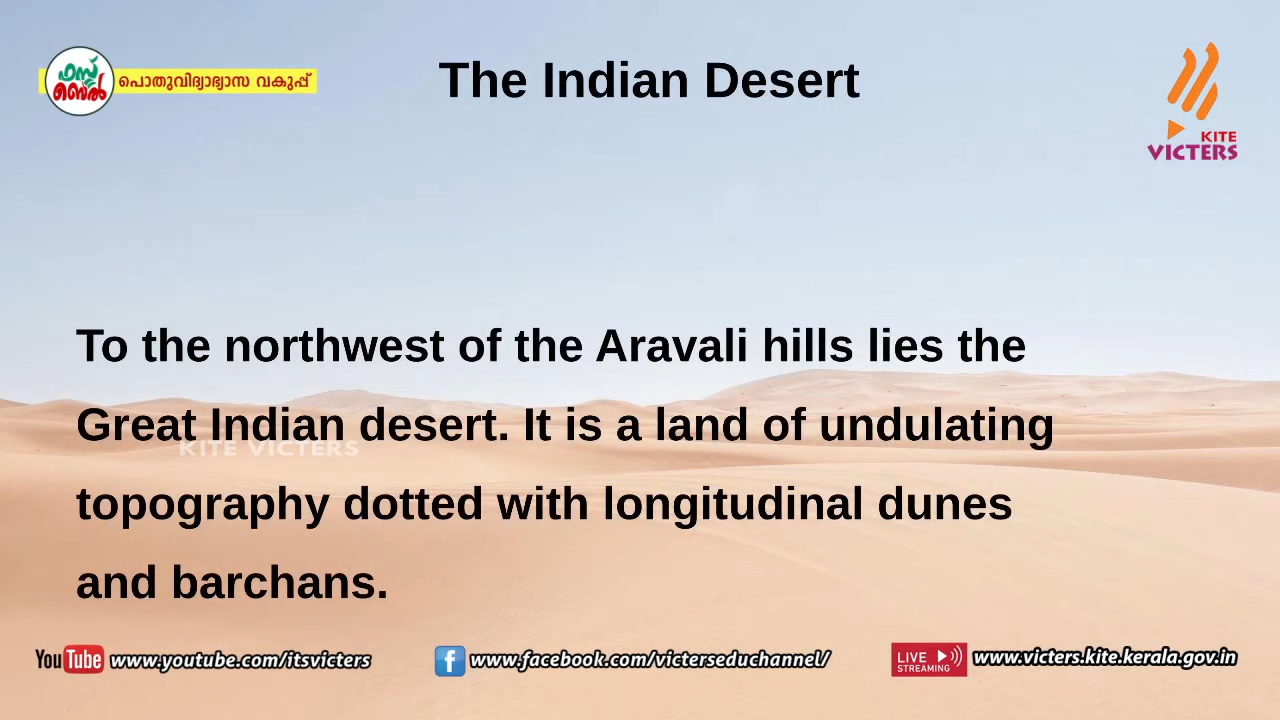 ഫസ്റ്റ്
ബെൽ
പൊതുവിദ്യാഭ്യാസ വകുപ്പ്
The Indian Desert
KITE
VICTERS
To the northwest of the Aravali hills lies the
Great Indian desert. It is a land of undulating
KITE VICTERS
topography dotted with longitudinal dunes
and barchans.
YouTube www.youtube.com/itsvicters
f www.facebook.com/victerseduchannel/
LIVE
STREAMING
www.victers.kite.kerala.gov.in